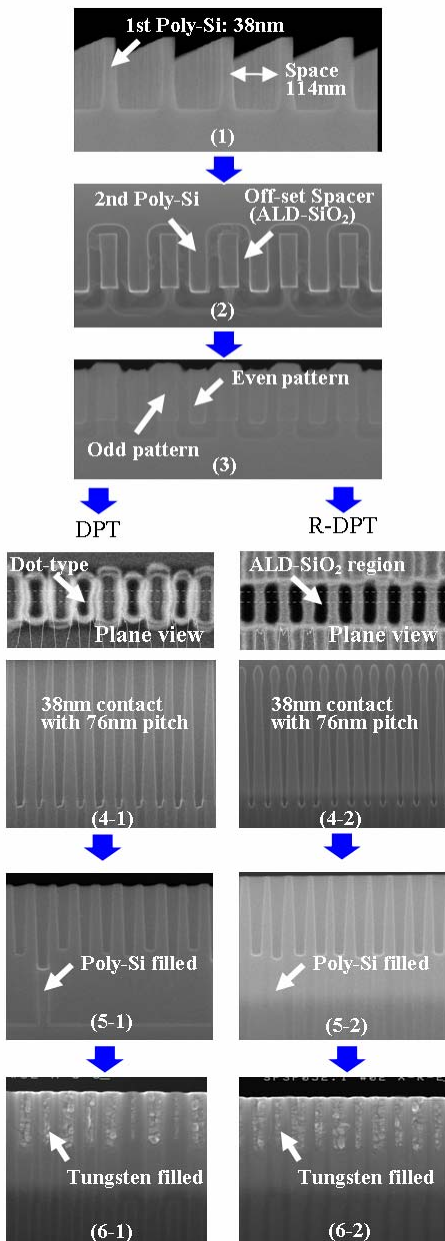 1st Poly-Si: 38nm
Space
114nm
(1)
2nd Poly-Si
Off-set Spacer
(ALD-SiO₂)
(2)
Even pattern
Odd pattern
(3)
DPT
R-DPT
Dot-type
Plane view
ALD-SiO₂ region
Plane view
38nm contact
with 76nm pitch
(4-1)
38nm contact
with 76nm pitch
(4-2)
Poly-Si filled
(5-1)
Poly-Si filled
(5-2)
Tungsten filled
(6-1)
Tungsten filled
(6-2)